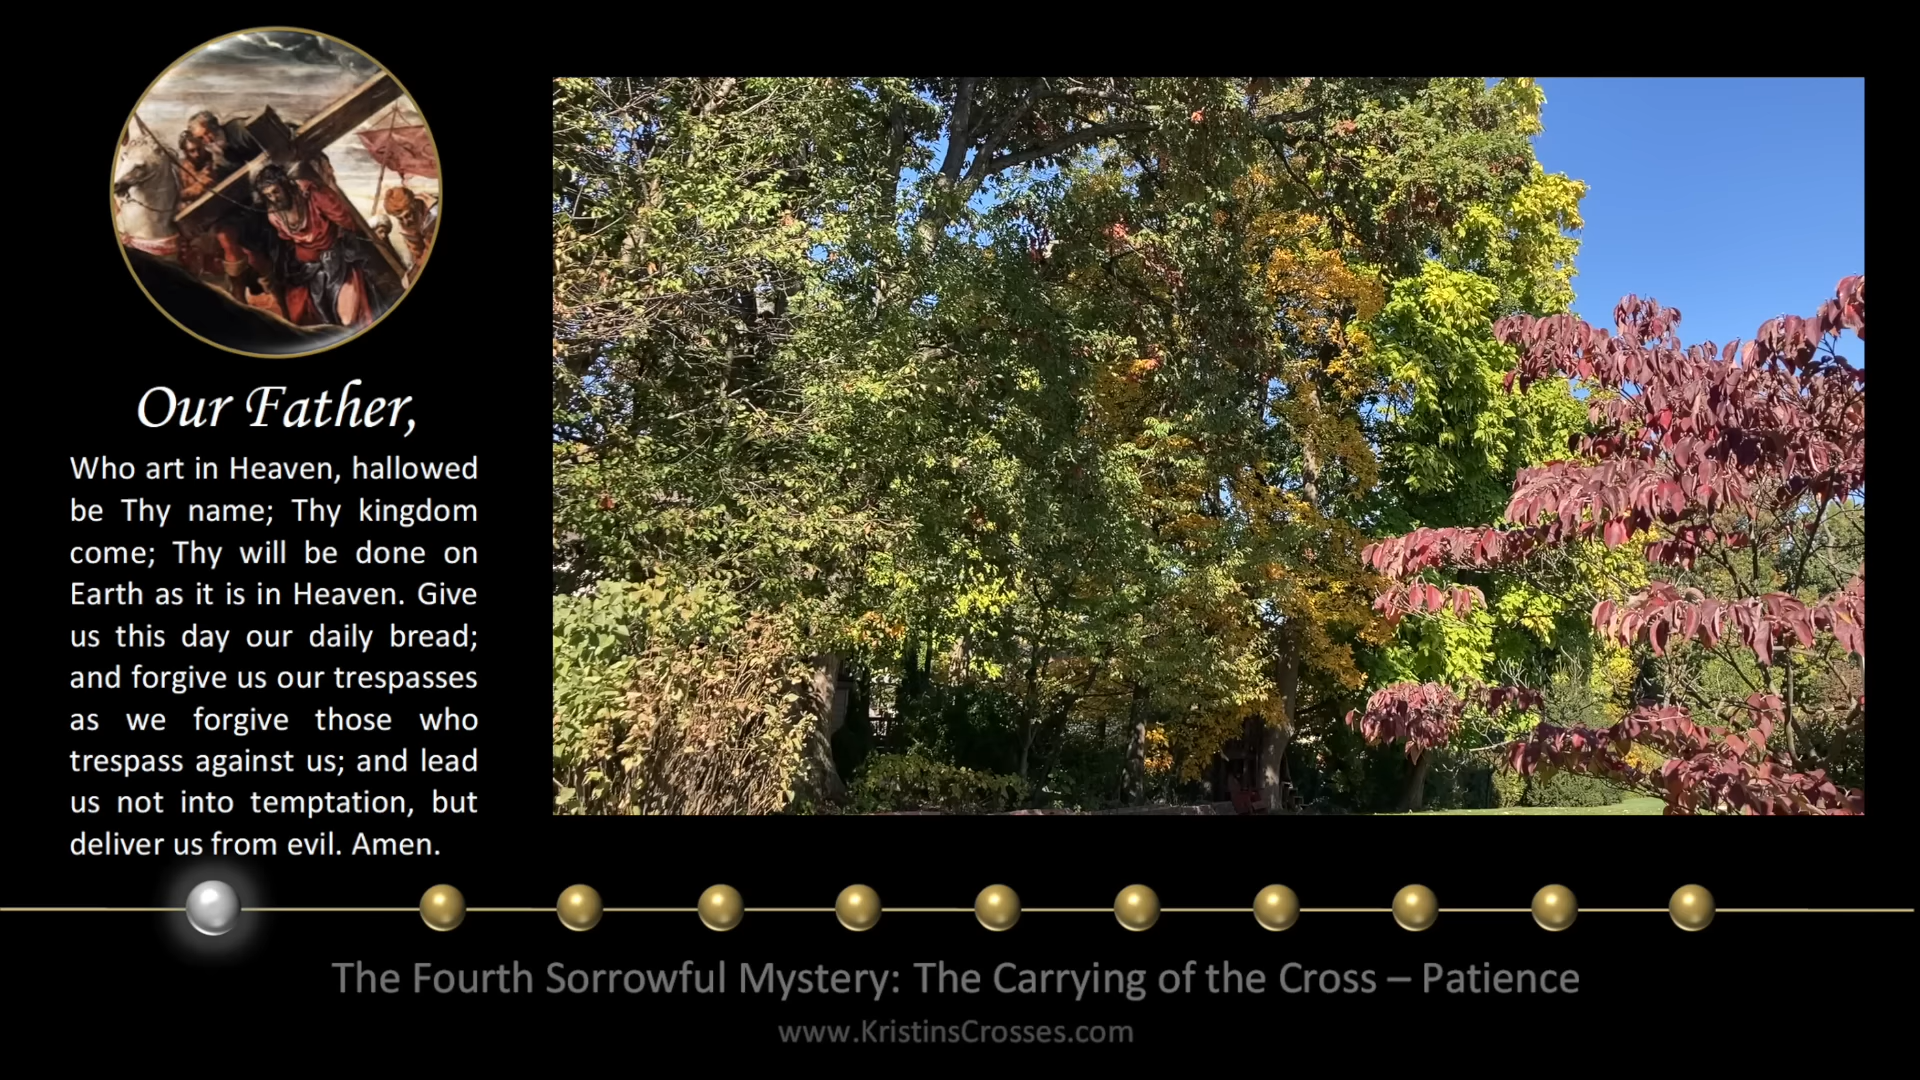 Our Father,
Who art in Heaven, hallowed
be Thy name; Thy kingdom
come; Thy will be done on
Earth as it is in Heaven. Give
us this day our daily bread;
and forgive us our trespasses
as we forgive those who
trespass against us; and lead
us not into temptation, but
deliver us from evil. Amen.
The Fourth Sorrowful Mystery: The Carrying of the Cross – Patience
www.KristinsCrosses.com